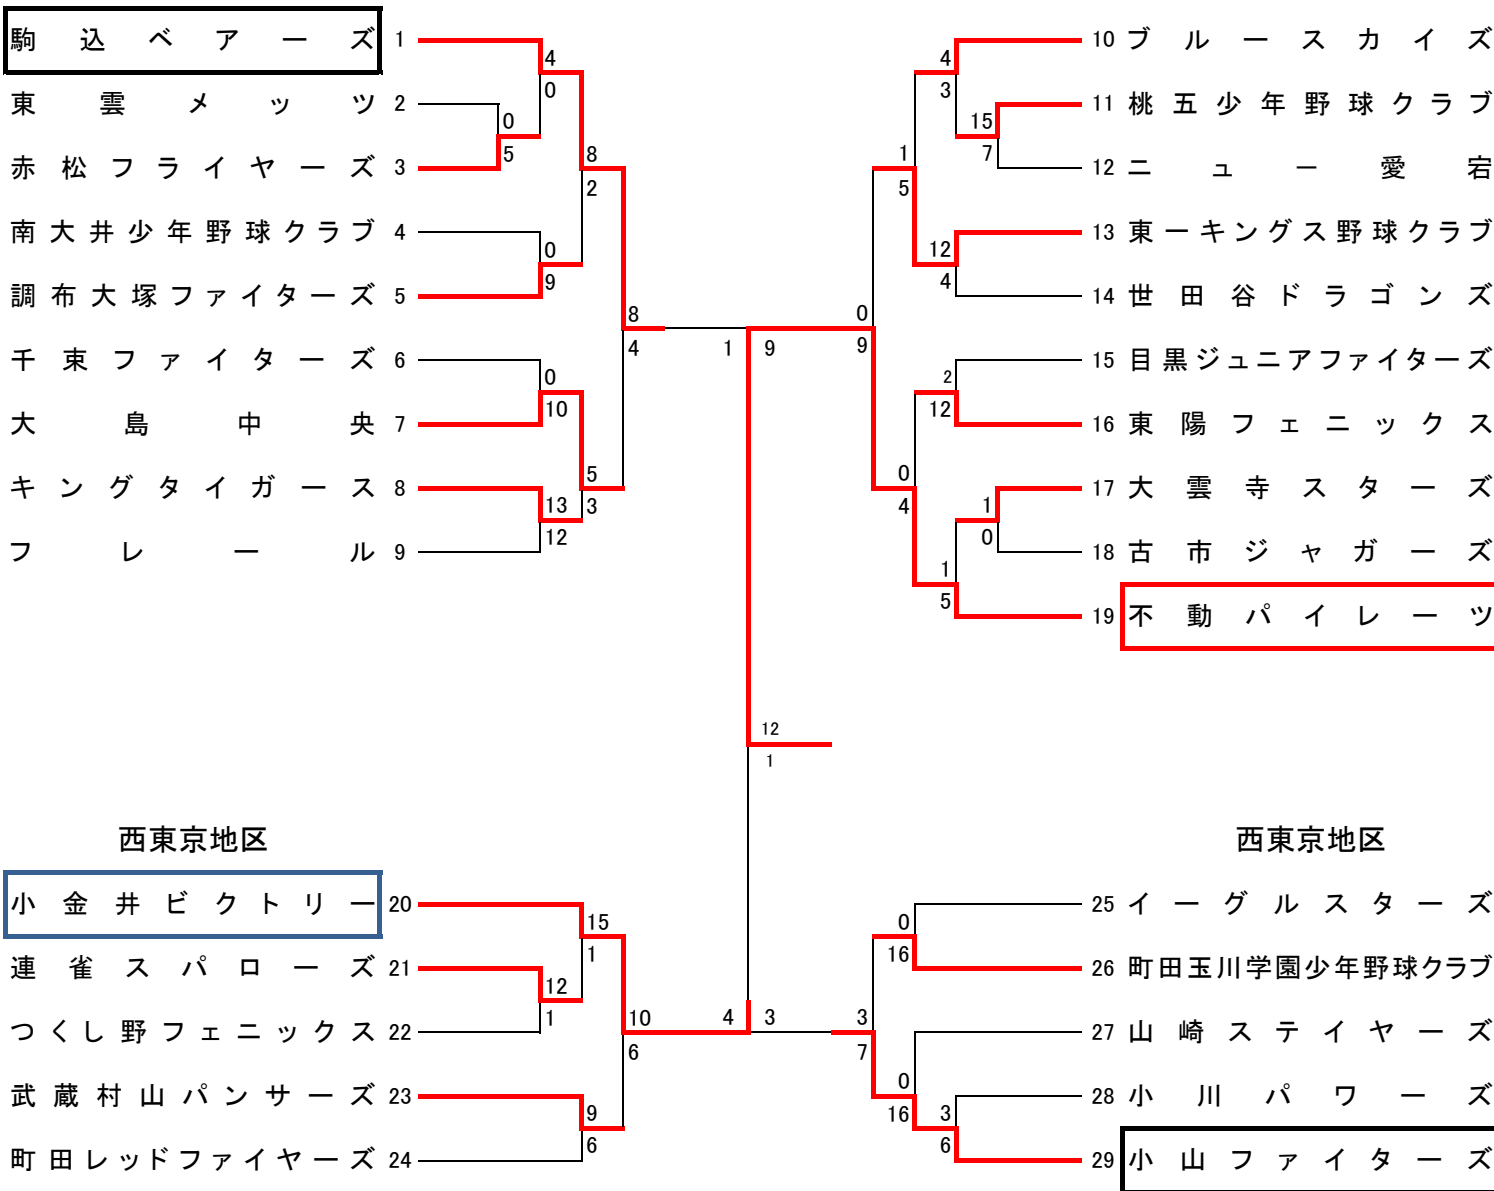 駒込ベアーズ 1
東雲メッツ 2
赤松フライヤーズ 3
南大井少年野球クラブ 4
調布大塚ファイターズ 5
千束ファイターズ 6
大島中央 7
キングタイガース 8
フレール 9
4
0
0
5
8
2
0
9
8
4
0
10
5
3
13
12
1
9
10 ブルースカイズ
11 桃五少年野球クラブ
12 ニュー愛宕
13 東一キングス野球クラブ
14 世田谷ドラゴンズ
15 目黒ジュニアファイターズ
16 東陽フェニックス
17 大雲寺スターズ
18 古市ジャガーズ
19 不動パイレーツ
4
3
15
7
1
5
12
4
0
9
2
12
0
4
1
0
1
5
12
1
西東京地区
小金井ビクトリー 20
連雀スパローズ 21
つくし野フェニックス 22
武蔵村山パンサーズ 23
町田レッドファイヤーズ 24
15
1
12
1
10
6
9
6
4
3
西東京地区
25 イーグルスターズ
26 町田玉川学園少年野球クラブ
27 山崎ステイヤーズ
28 小川パワーズ
29 小山ファイターズ
0
16
3
7
0
16
3
6